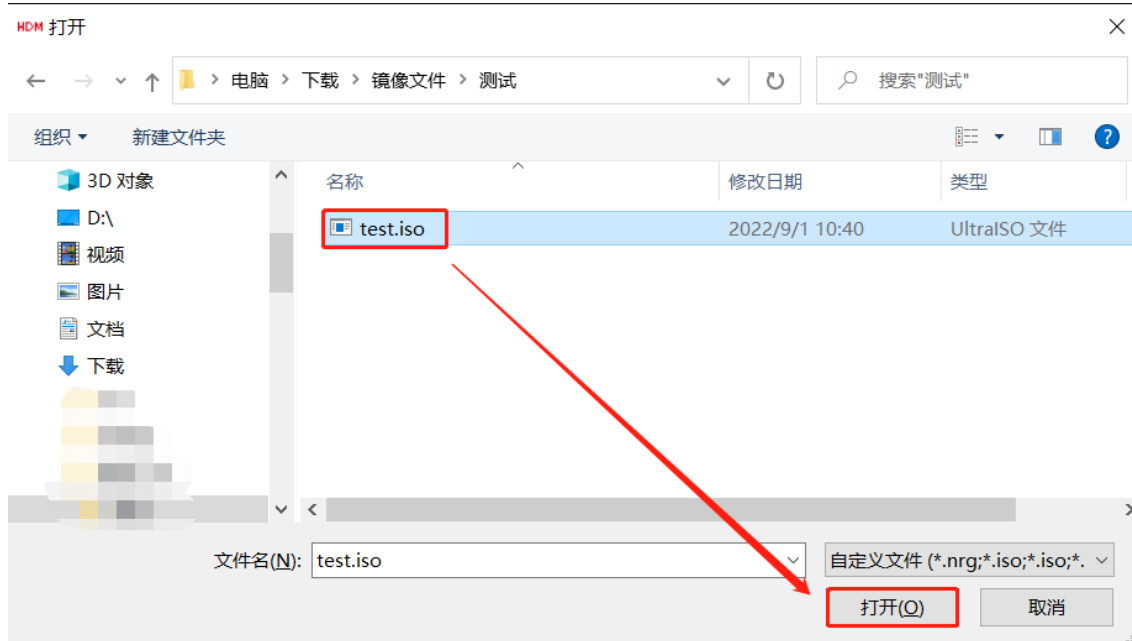 HDM 打开
电脑 > 下载 > 镜像文件 > 测试
搜索"测试"
组织
新建文件夹
名称
修改日期
类型
3D 对象
D:\
视频
图片
文档
下载
test.iso
2022/9/1 10:40
UltraISO 文件
文件名(N):
test.iso
自定义文件 (*.nrg;*.iso;*.iso;*.
打开(O)
取消